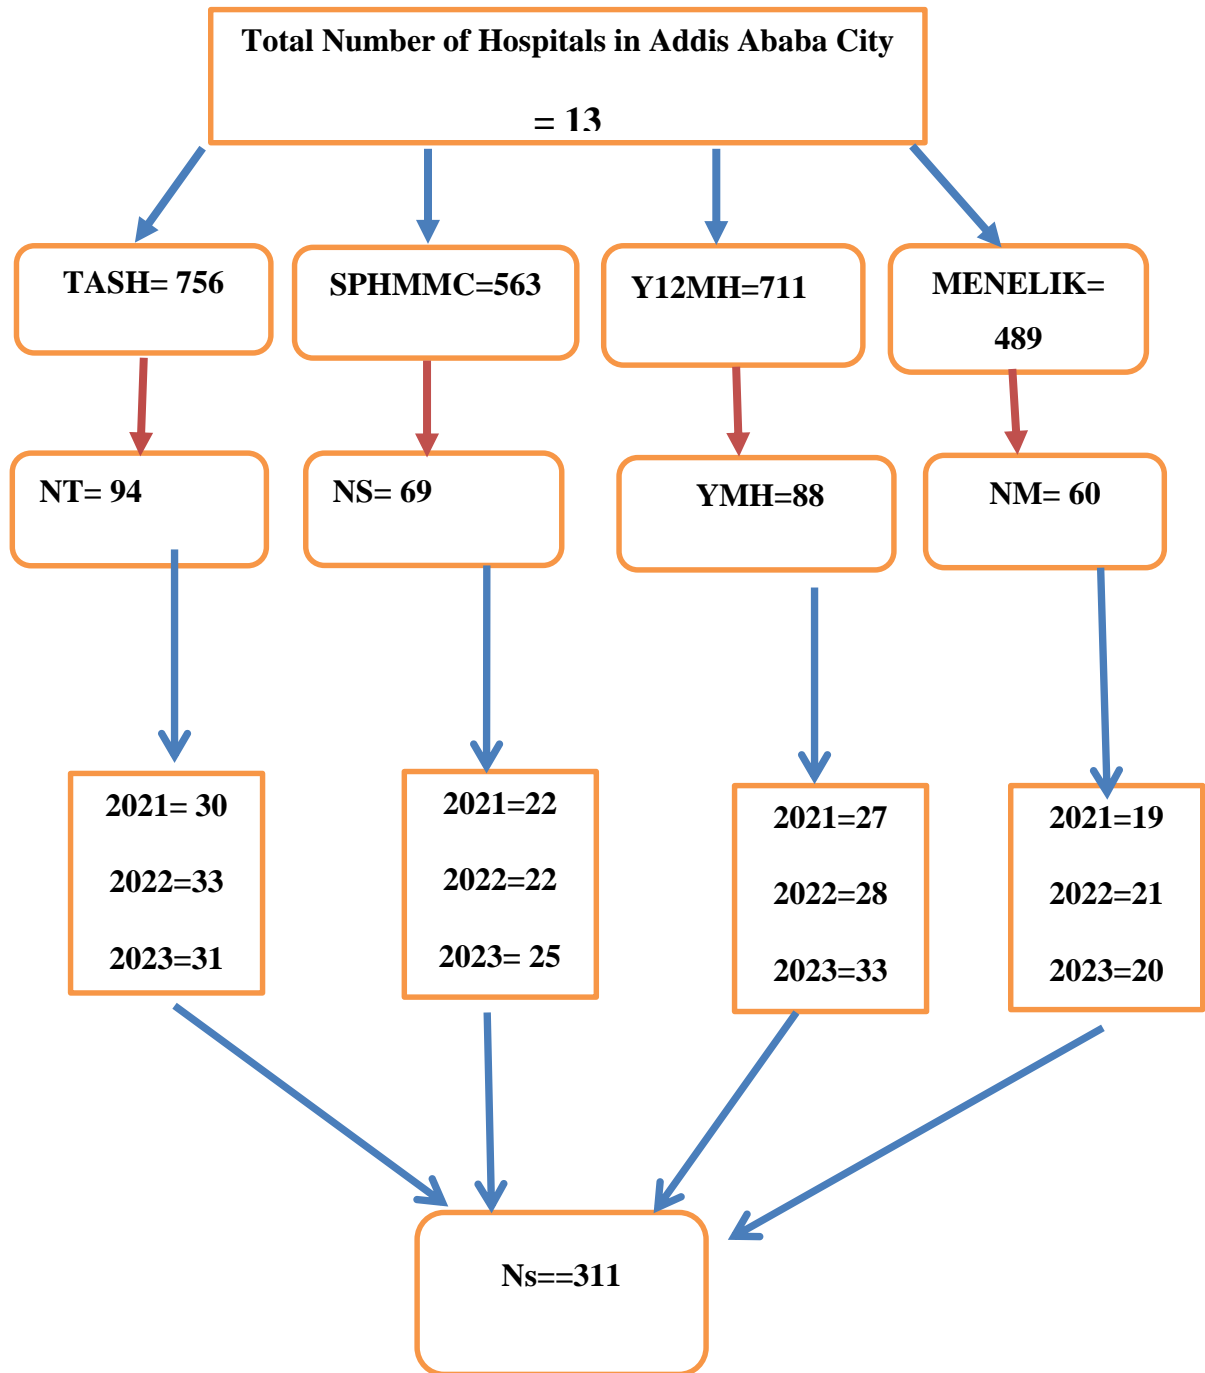 Total Number of Hospitals in Addis Ababa City
= 13
TASH= 756
SPHMMC=563
Y12MH=711
MENELIK=
489
NT= 94
NS= 69
YMH=88
NM= 60
2021= 30
2022=33
2023=31
2021=22
2022=22
2023= 25
2021=27
2022=28
2023=33
2021=19
2022=21
2023=20
Ns==311